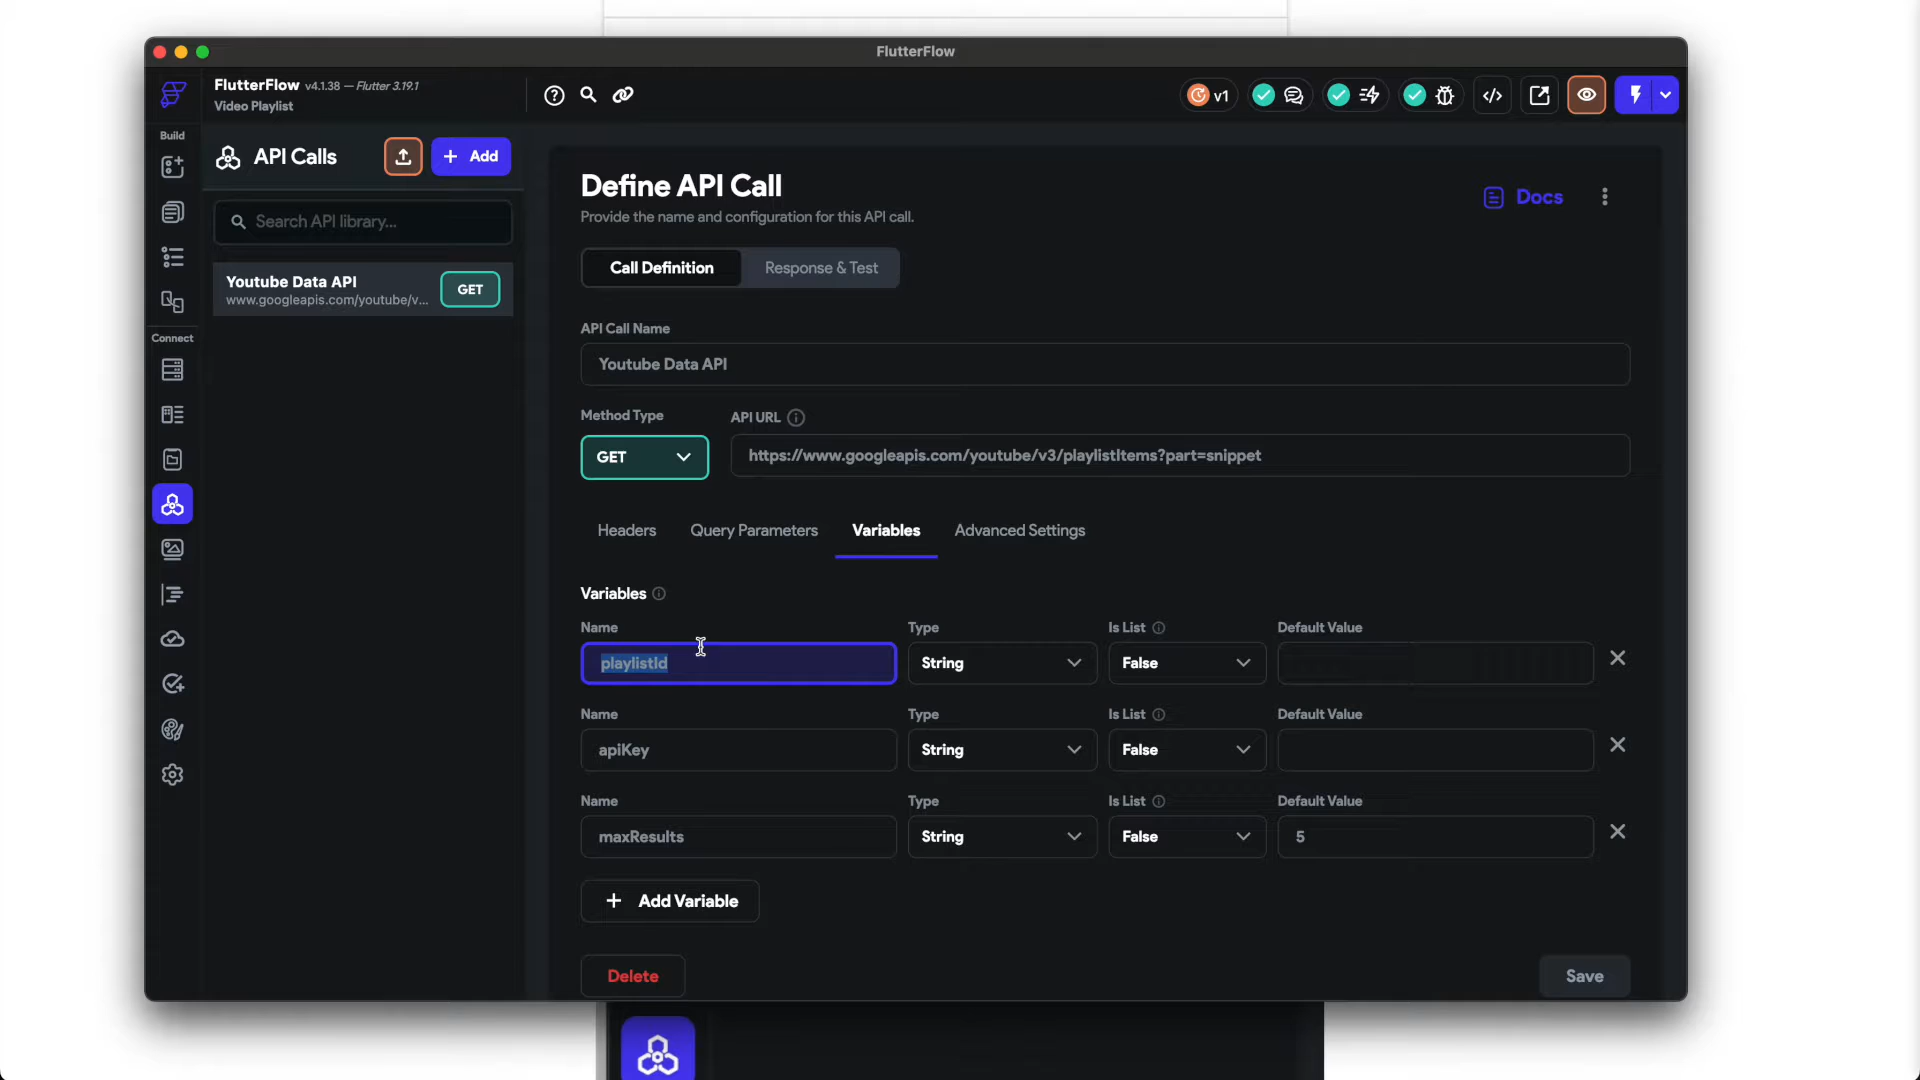 FlutterFlow
FlutterFlow v4.1.38 — Flutter 3.19.1
Video Playlist
v1
Build
API Calls
+ Add
Search API library...
Youtube Data API
www.googleapis.com/youtube/v...
GET
Connect
Define API Call
Provide the name and configuration for this API call.
Docs
Call Definition
Response & Test
API Call Name
Youtube Data API
Method Type
API URL
GET
https://www.googleapis.com/youtube/v3/playlistItems?part=snippet
Headers
Query Parameters
Variables
Advanced Settings
Variables
Name Type Is List Default Value
playlistId String False
Name Type Is List Default Value
apiKey String False
Name Type Is List Default Value
maxResults String False 5
+ Add Variable
Delete
Save